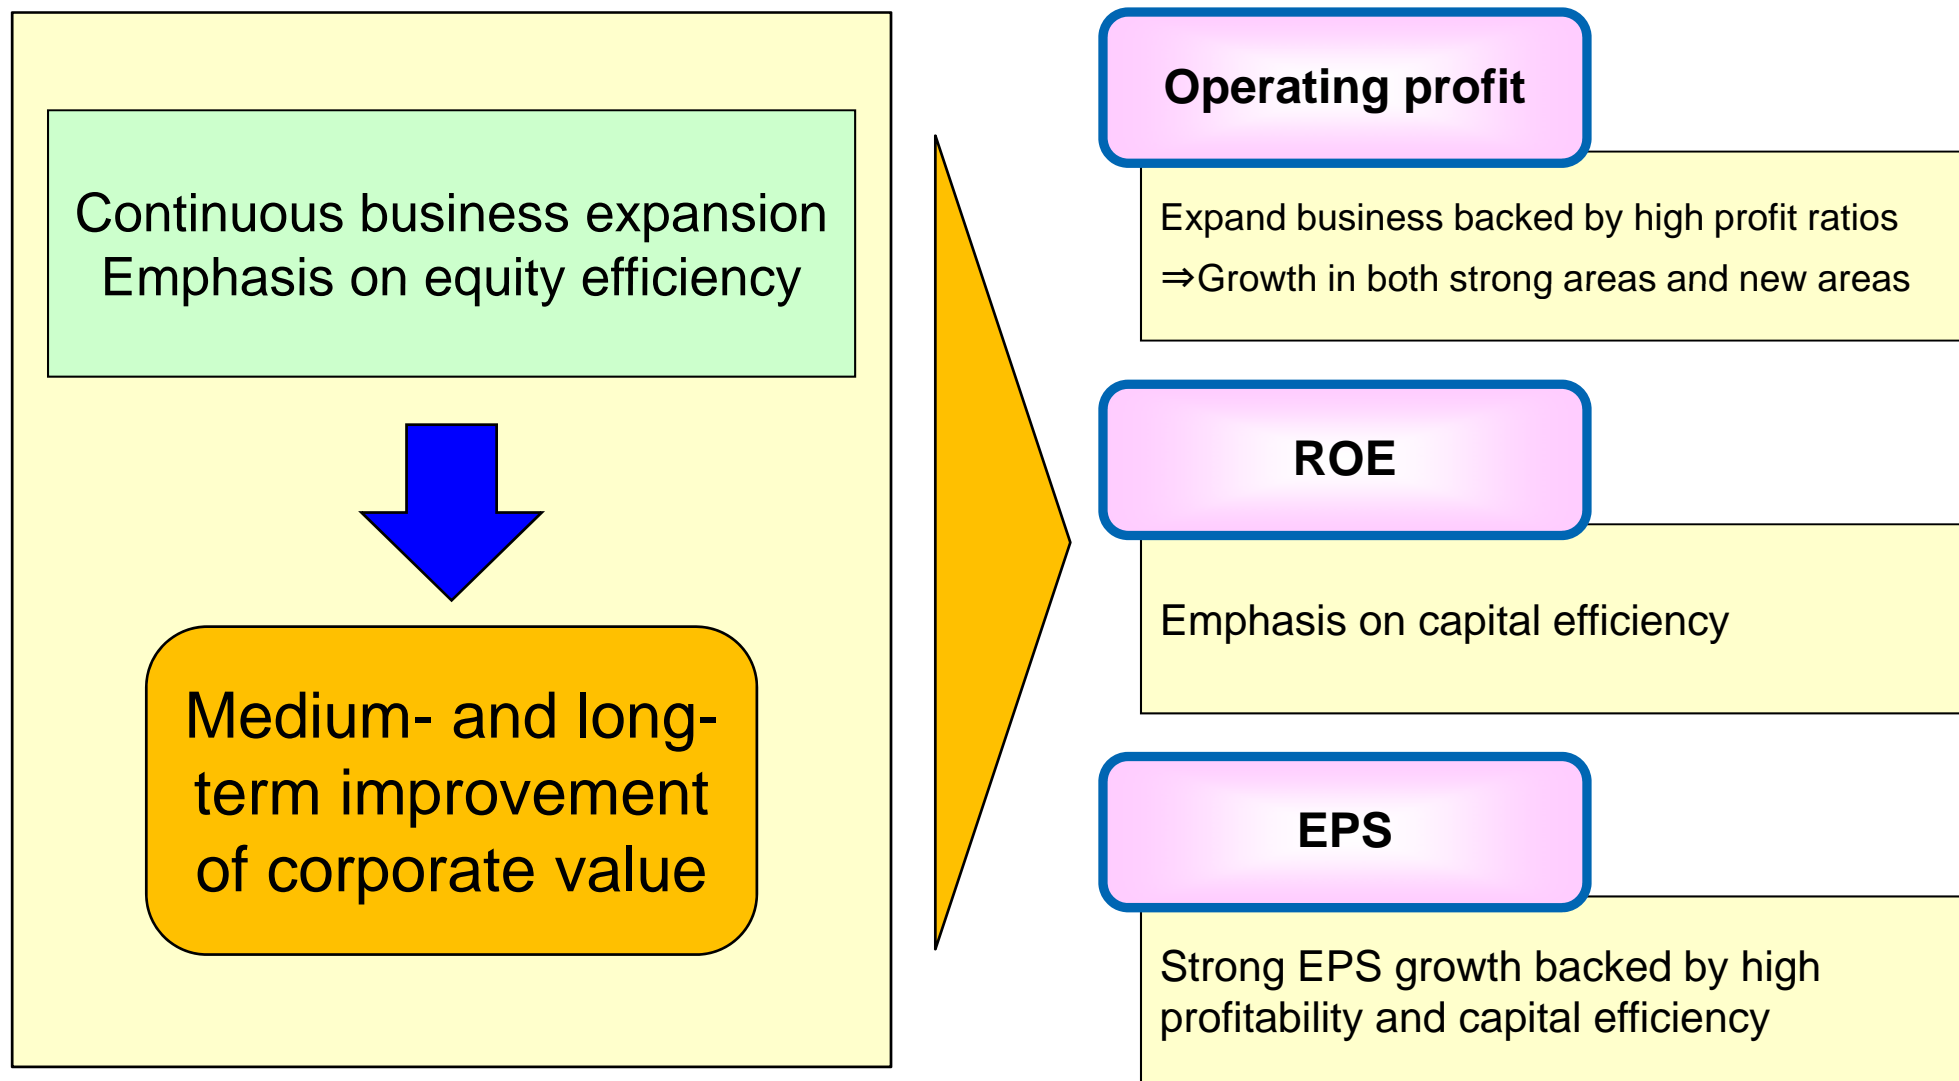 Continuous business expansion
Emphasis on equity efficiency
Medium- and long-
term improvement
of corporate value
Operating profit
Expand business backed by high profit ratios
⇒Growth in both strong areas and new areas
ROE
Emphasis on capital efficiency
EPS
Strong EPS growth backed by high
profitability and capital efficiency